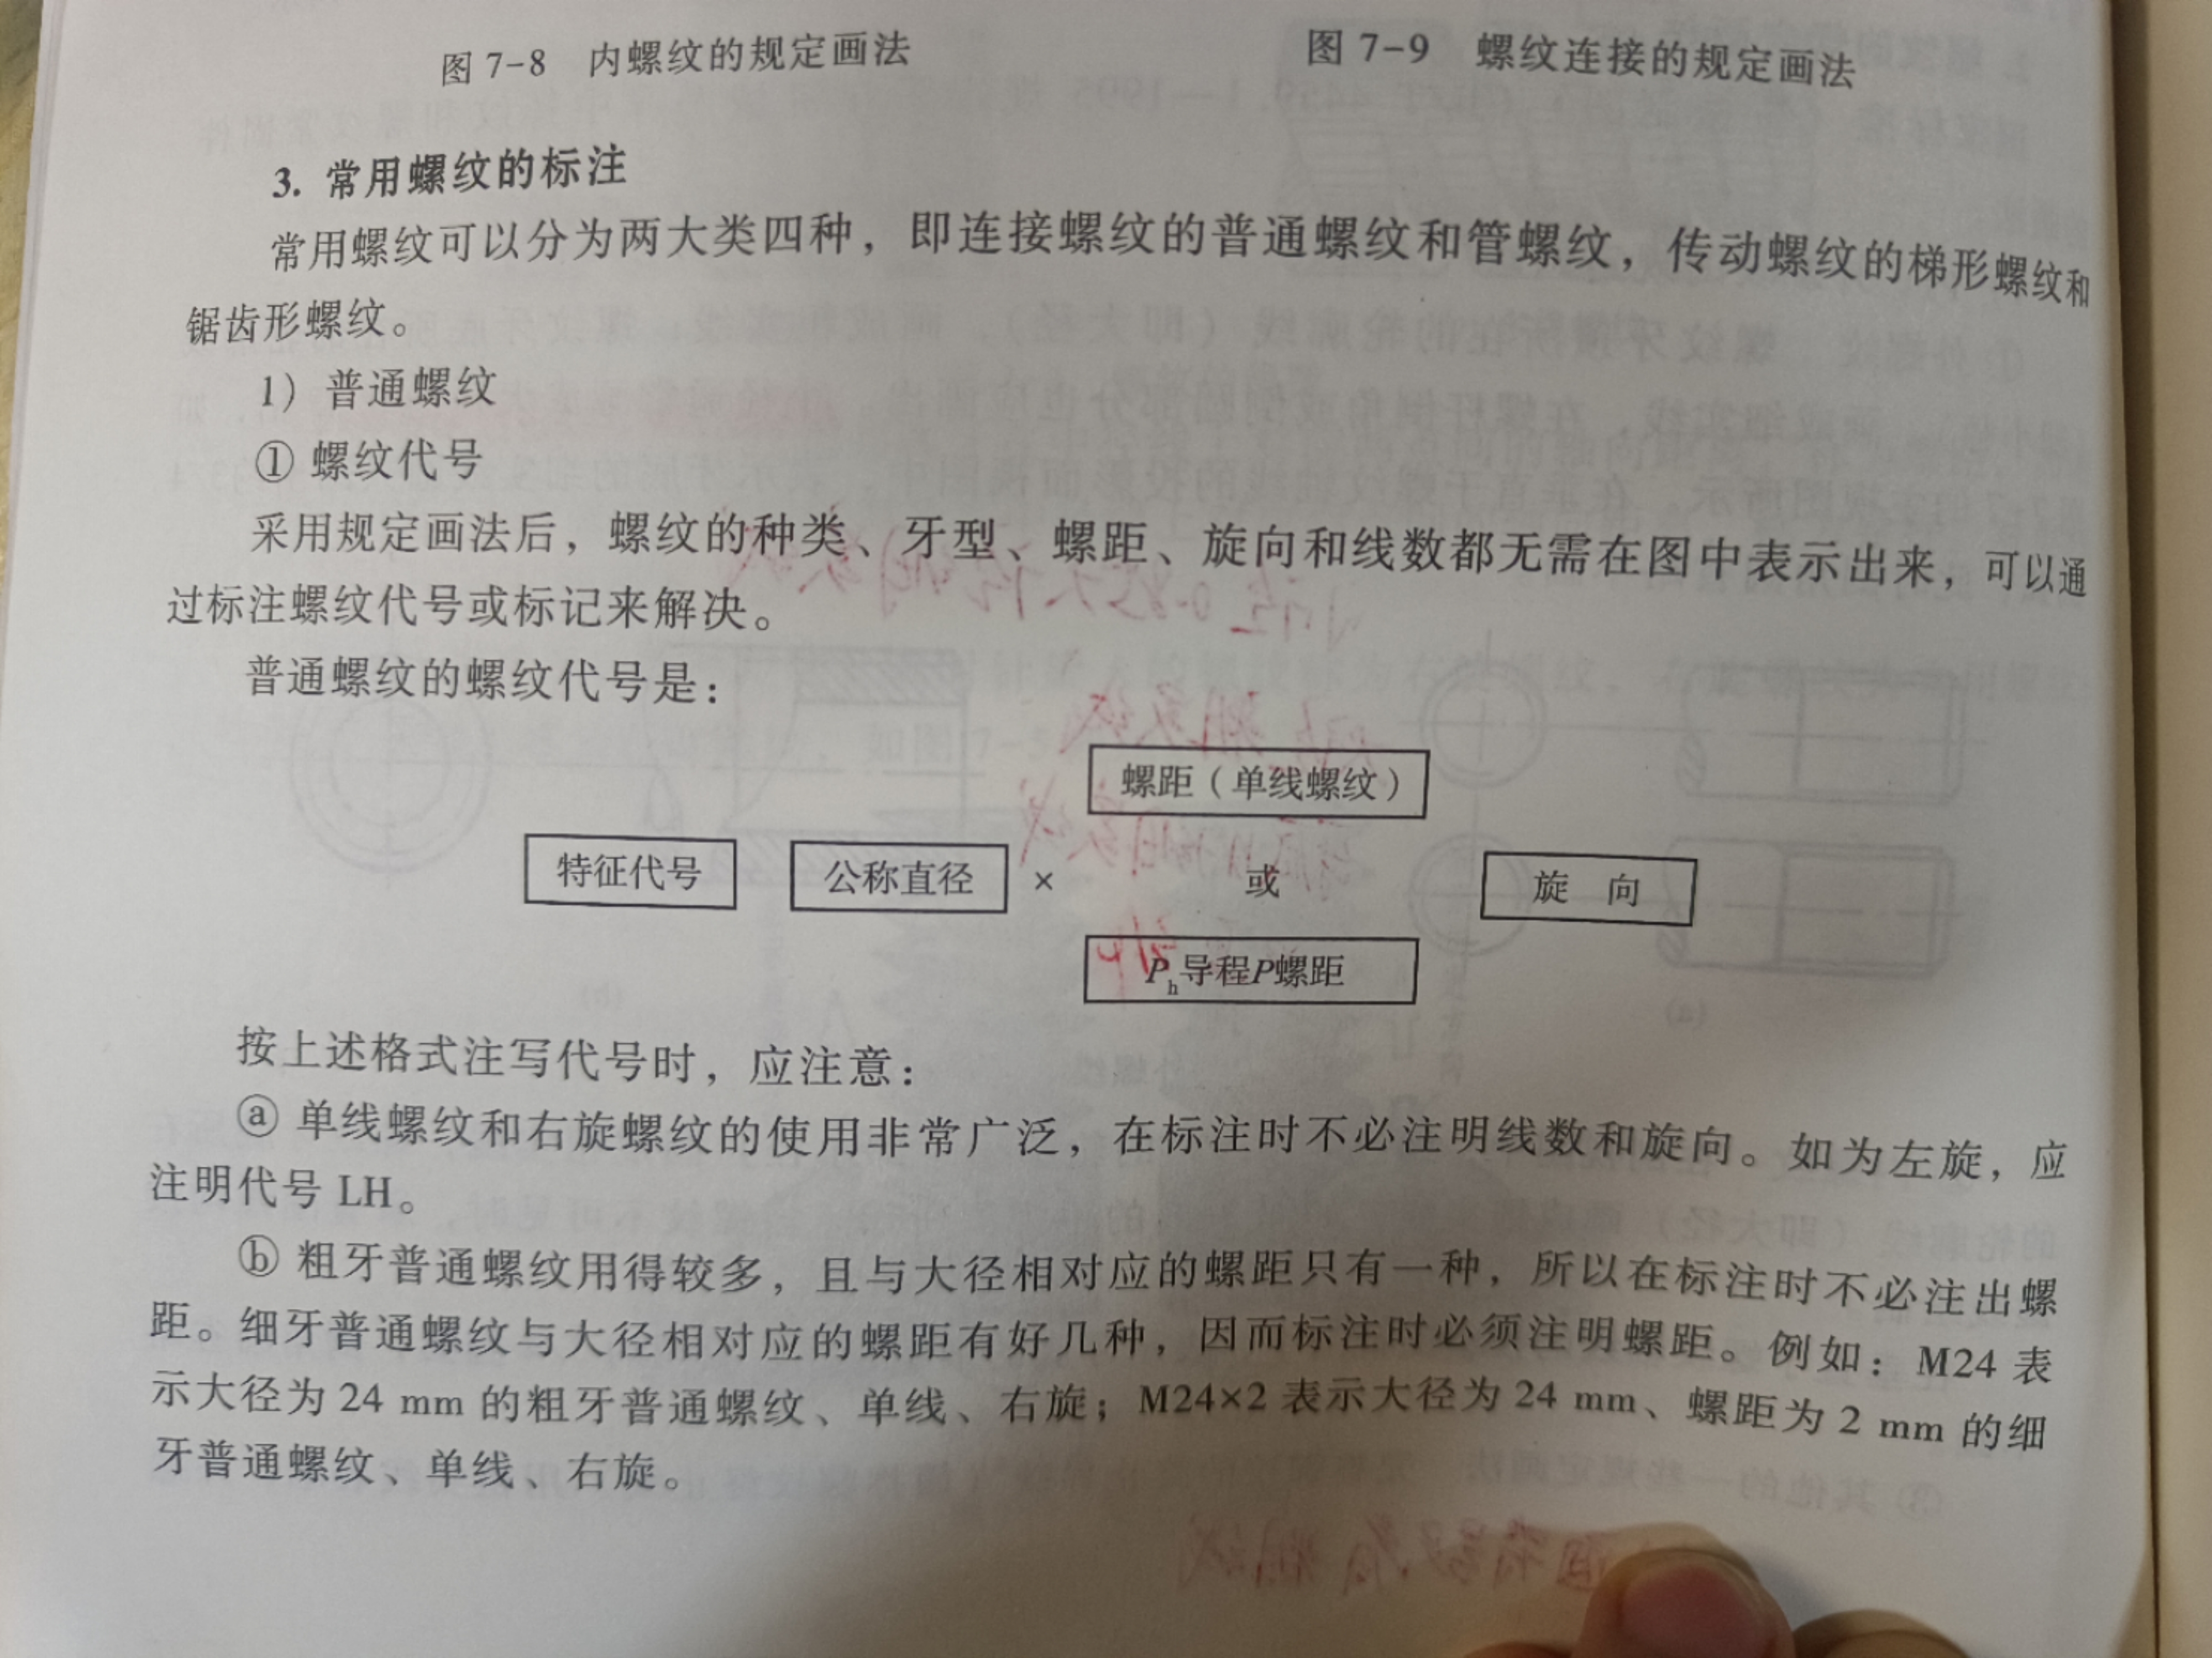 图 7-8 内螺纹的规定画法
图 7-9 螺纹连接的规定画法
3. 常用螺纹的标注
常用螺纹可以分为两大类四种，即连接螺纹的普通螺纹和管螺纹，传动螺纹的梯形螺纹和
锯齿形螺纹。
1）普通螺纹
① 螺纹代号
采用规定画法后，螺纹的种类、牙型、螺距、旋向和线数都无需在图中表示出来，可以通
过标注螺纹代号或标记来解决。
普通螺纹的螺纹代号是：
螺距（单线螺纹）
特征代号 公称直径 × 或 旋 向
Ph导程P螺距
按上述格式注写代号时，应注意：
ⓐ 单线螺纹和右旋螺纹的使用非常广泛，在标注时不必注明线数和旋向。如为左旋，应
注明代号 LH。
ⓑ 粗牙普通螺纹用得较多，且与大径相对应的螺距只有一种，所以在标注时不必注出螺
距。细牙普通螺纹与大径相对应的螺距有好几种，因而标注时必须注明螺距。例如：M24 表
示大径为 24 mm 的粗牙普通螺纹、单线、右旋；M24×2 表示大径为 24 mm、螺距为 2 mm 的细
牙普通螺纹、单线、右旋。